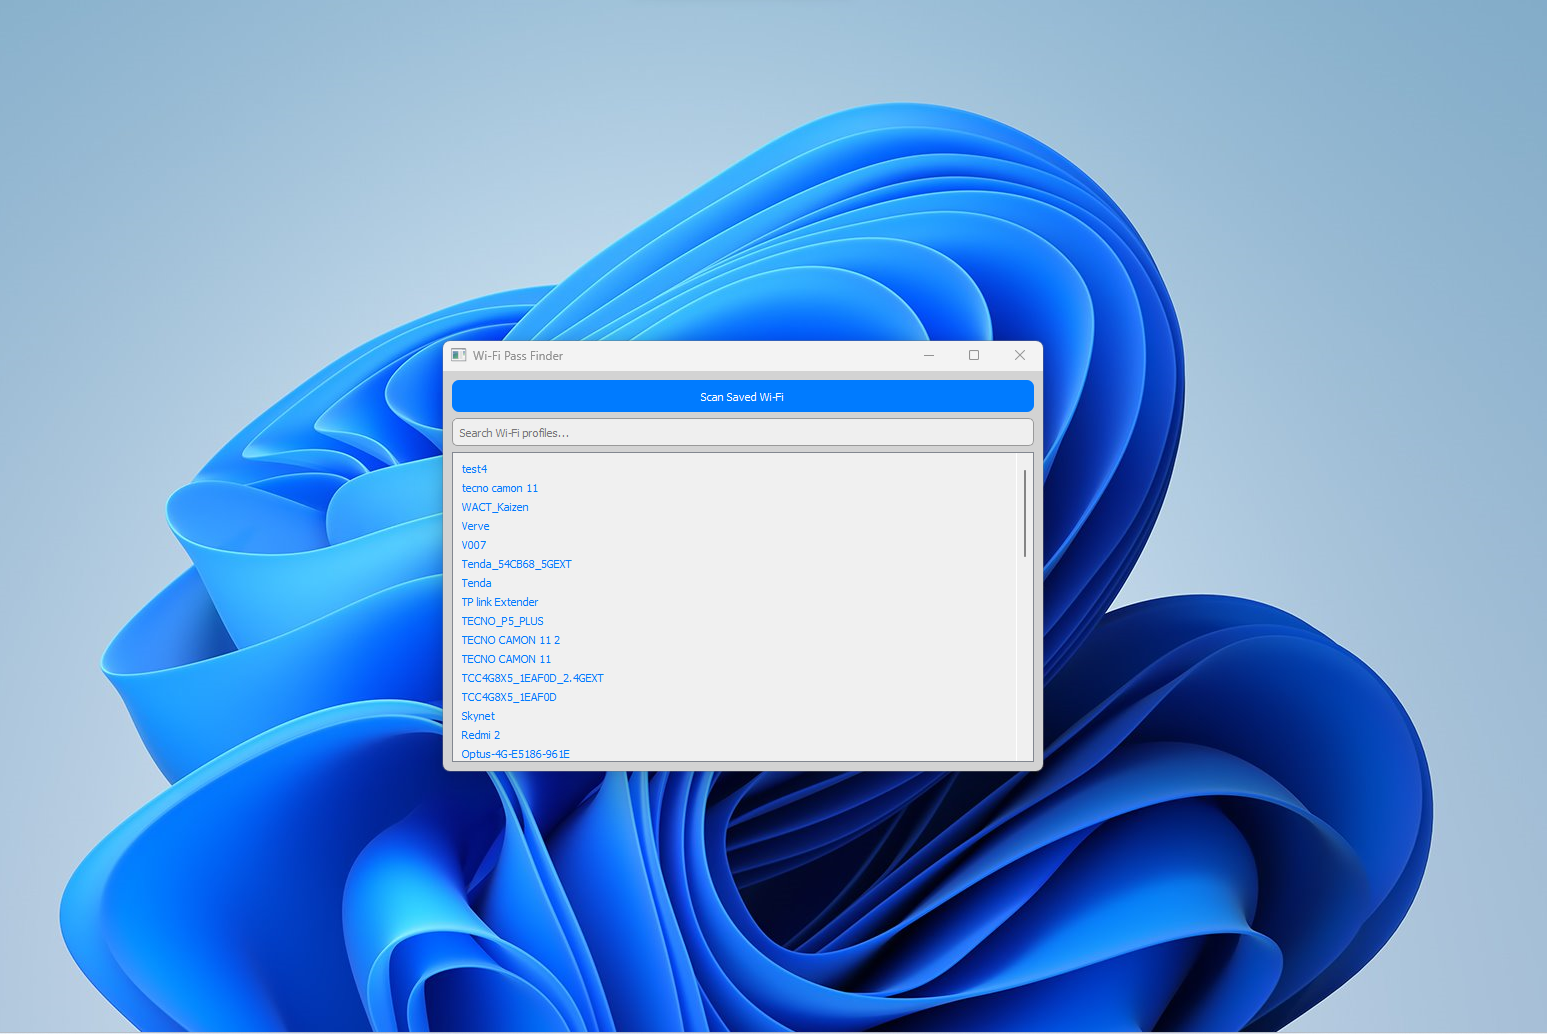 Wi-Fi Pass Finder
Scan Saved Wi-Fi
Search Wi-Fi profiles...
test4
tecno camon 11
WACT_Kaizen
Verve
V007
Tenda_54CB68_5GEXT
Tenda
TP link Extender
TECNO_P5_PLUS
TECNO CAMON 11 2
TECNO CAMON 11
TCC4G8X5_1EAF0D_2.4GEXT
TCC4G8X5_1EAF0D
Skynet
Redmi 2
Optus-4G-E5186-961E